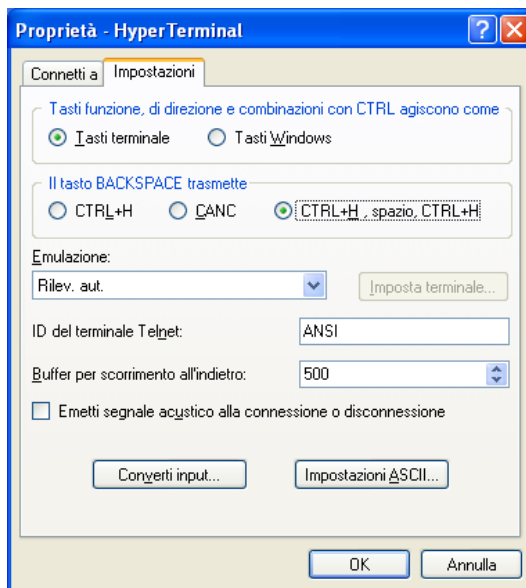 Proprietà - HyperTerminal
Connetti a Impostazioni
Tasti funzione, di direzione e combinazioni con CTRL agiscono come
Tasti terminale Tasti Windows
Il tasto BACKSPACE trasmette
CTRL+H CANC CTRL+H , spazio, CTRL+H
Emulazione:
Rilev. aut. Imposta terminale...
ID del terminale Telnet: ANSI
Buffer per scorrimento all'indietro: 500
Emetti segnale acustico alla connessione o disconnessione
Converti input... Impostazioni ASCII...
OK Annulla